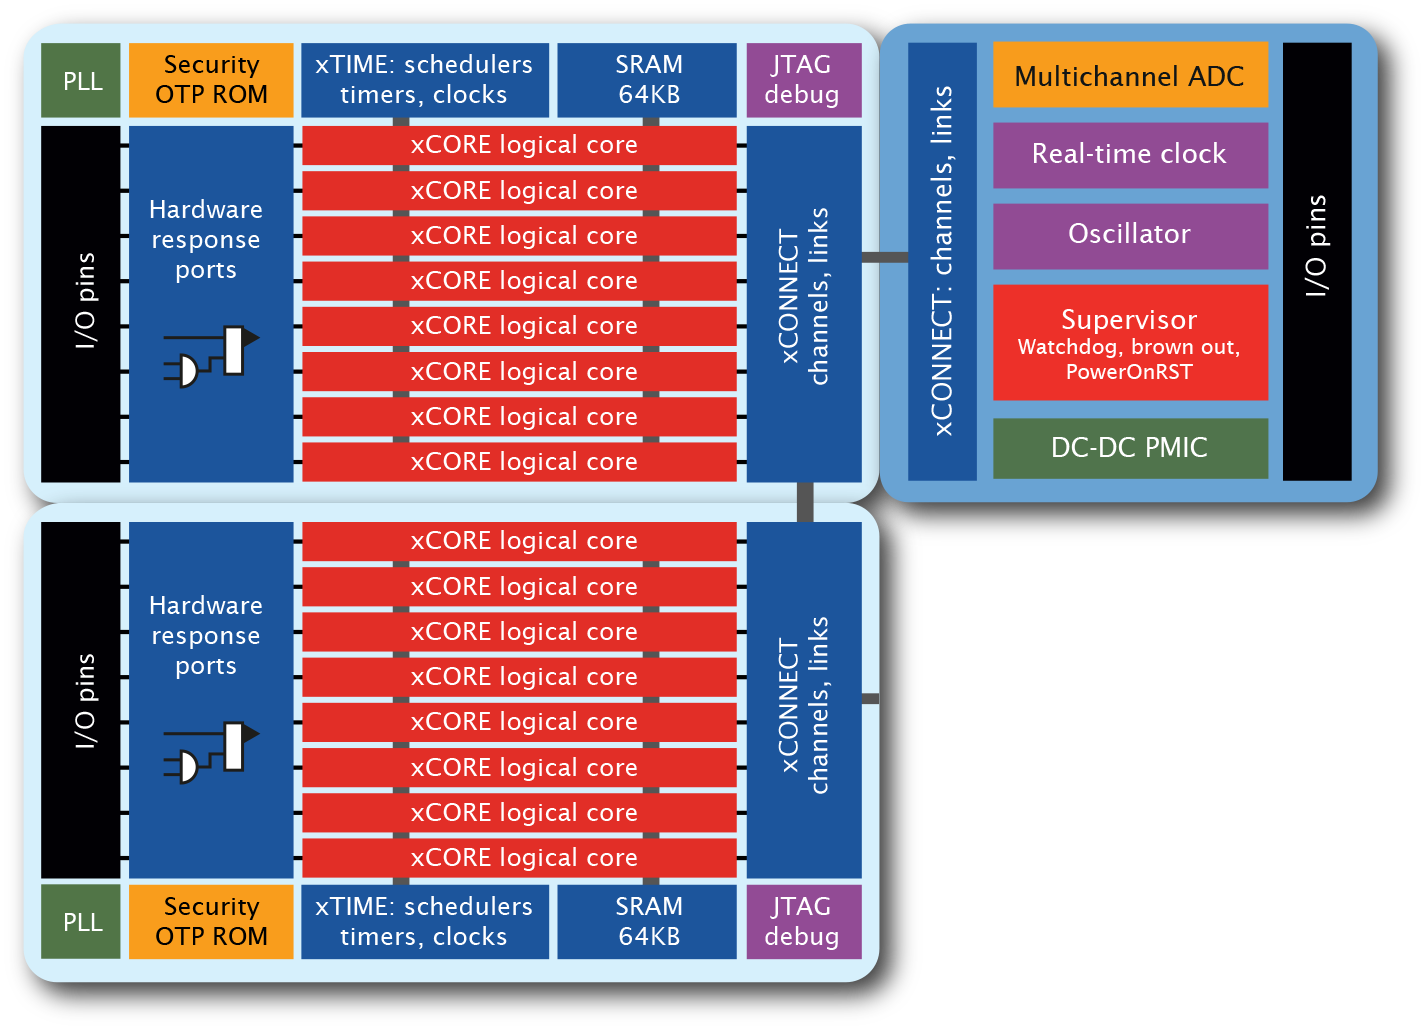 PLL
Security
OTP ROM
xTIME: schedulers
timers, clocks
SRAM
64KB
JTAG
debug
I/O pins
Hardware
response
ports
xCORE logical core
xCORE logical core
xCORE logical core
xCORE logical core
xCORE logical core
xCORE logical core
xCORE logical core
xCORE logical core
xCONNECT
channels, links
xCONNECT: channels, links
Multichannel ADC
Real-time clock
Oscillator
Supervisor
Watchdog, brown out,
PowerOnRST
DC-DC PMIC
I/O pins
I/O pins
Hardware
response
ports
xCORE logical core
xCORE logical core
xCORE logical core
xCORE logical core
xCORE logical core
xCORE logical core
xCORE logical core
xCORE logical core
xCONNECT
channels, links
PLL
Security
OTP ROM
xTIME: schedulers
timers, clocks
SRAM
64KB
JTAG
debug